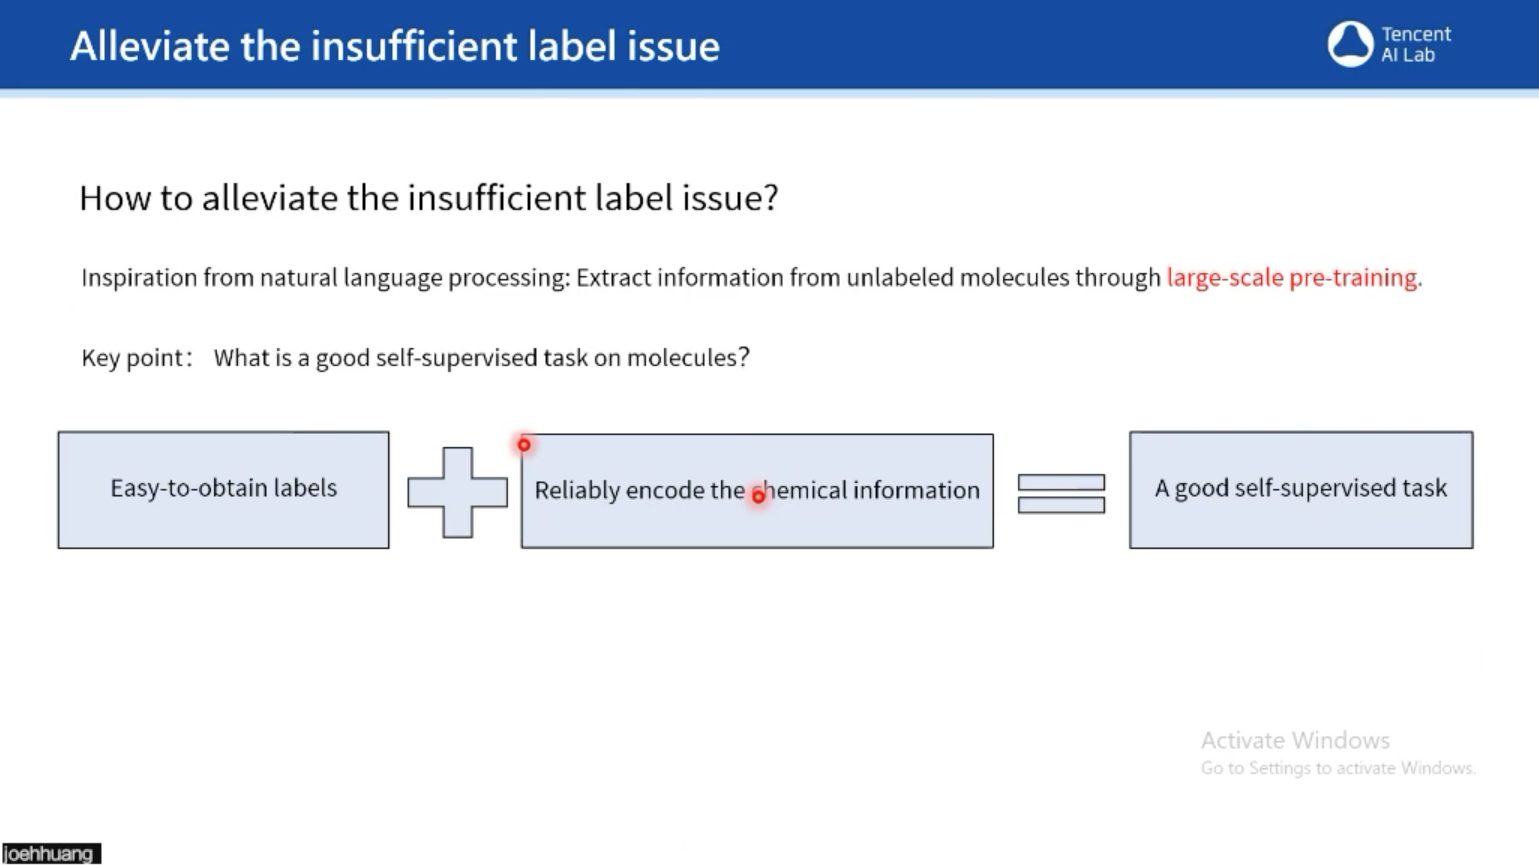 Alleviate the insufficient label issue
Tencent
AI Lab
How to alleviate the insufficient label issue?
Inspiration from natural language processing: Extract information from unlabeled molecules through large-scale pre-training.
Key point： What is a good self-supervised task on molecules?
Easy-to-obtain labels
Reliably encode the chemical information
A good self-supervised task
Activate Windows
Go to Settings to activate Windows.
joehhuang